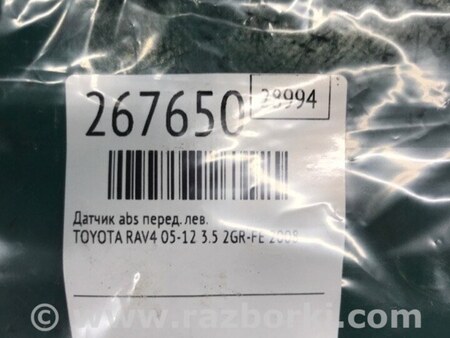 267650
28994
Датчик abs перед. лев.
TOYOTA RAV4 05-12 3.5 2GR-FE 2008
© www.razborki.com